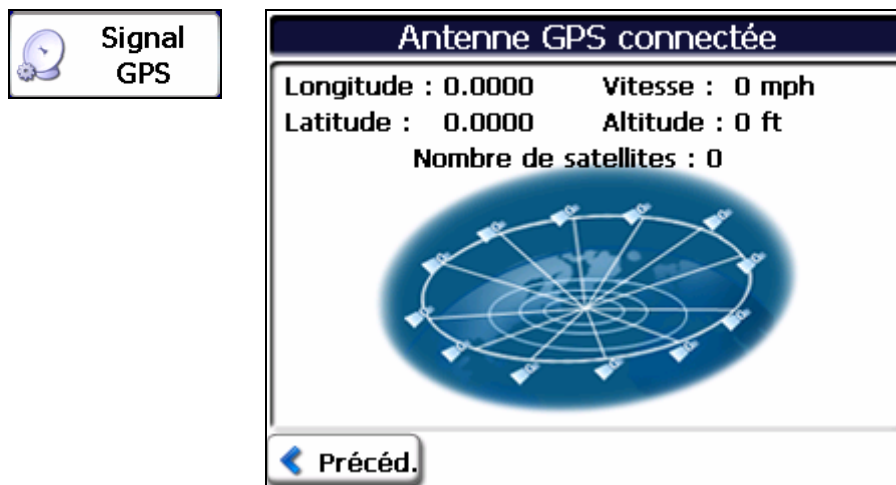 Signal
GPS
Antenne GPS connectée
Longitude : 0.0000 Vitesse : 0 mph
Latitude : 0.0000 Altitude : 0 ft
Nombre de satellites : 0
Précéd.